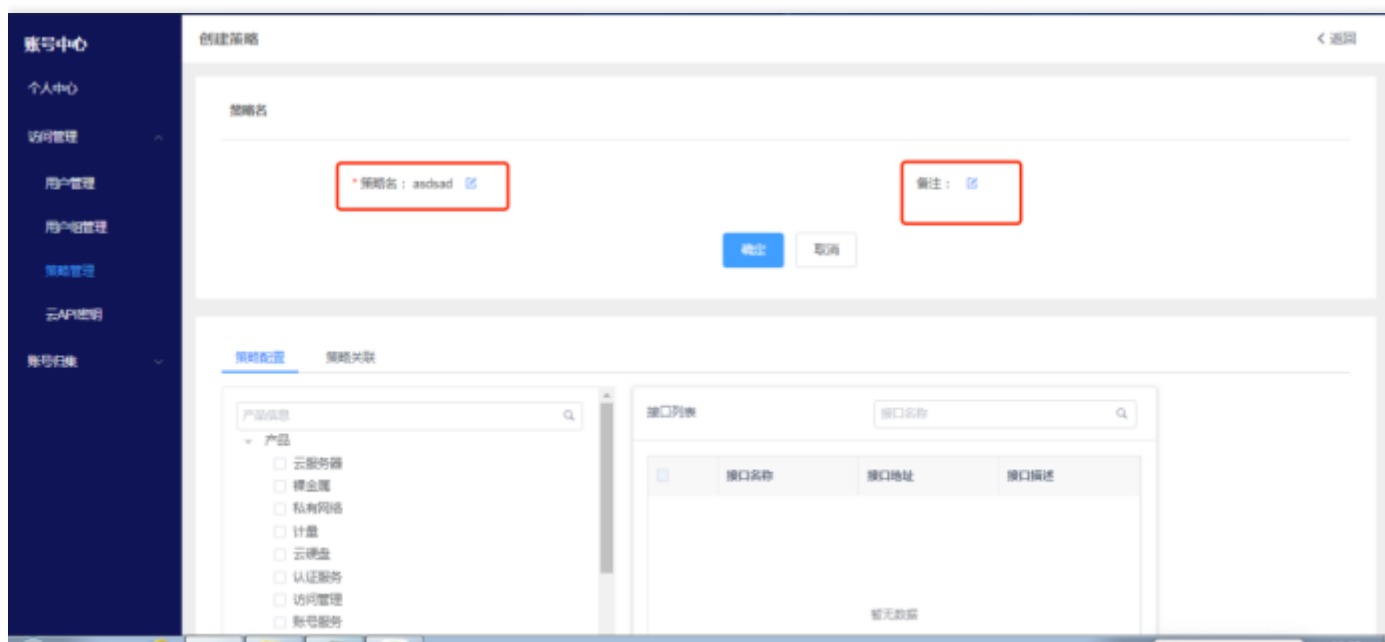 账号中心
创建策略
< 返回
个人中心
策略名
访问管理
用户管理
* 策略名： asdsad
备注：
用户组管理
确定
取消
策略管理
云API密钥
账号归集
策略配置
策略关联
产品信息
接口列表
接口名称
产品
云服务器
接口名称
接口地址
接口描述
裸金属
私有网络
计量
云硬盘
认证服务
访问管理
暂无数据
账号服务